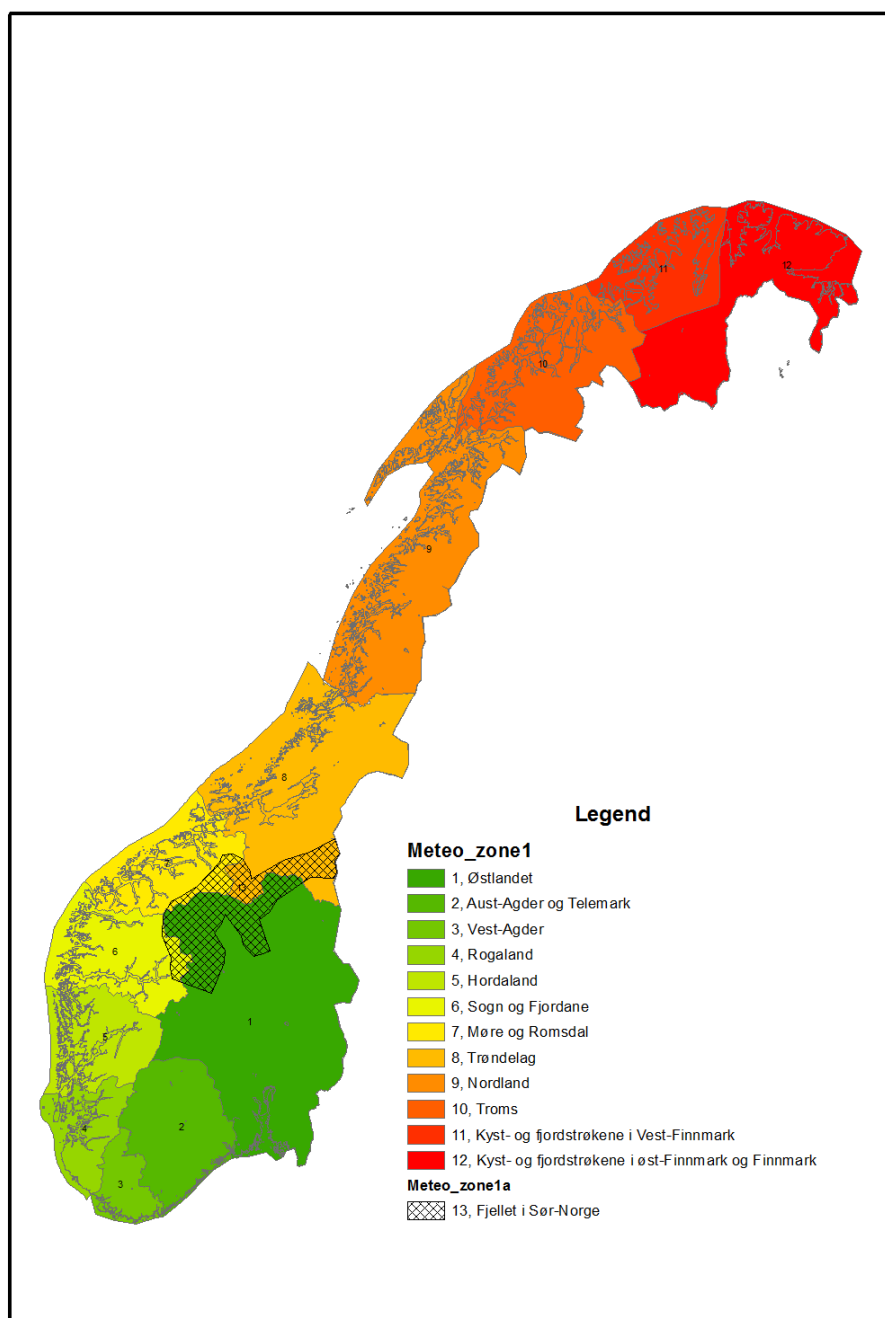 12
11
10
9
8
7
13
6
1
5
2
4
3
Legend
Meteo_zone1
1, Østlandet
2, Aust-Agder og Telemark
3, Vest-Agder
4, Rogaland
5, Hordaland
6, Sogn og Fjordane
7, Møre og Romsdal
8, Trøndelag
9, Nordland
10, Troms
11, Kyst- og fjordstrøkene i Vest-Finnmark
12, Kyst- og fjordstrøkene i øst-Finnmark og Finnmark
Meteo_zone1a
13, Fjellet i Sør-Norge